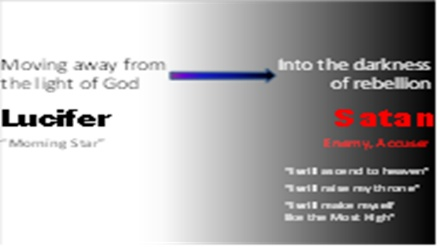 Moving away from
the light of God
Into the darkness
of rebellion
Lucifer
"Morning Star"
Satan
Enemy, Accuser
"I will ascend to heaven"
"I will raise my throne"
"I will make myself
like the Most High"